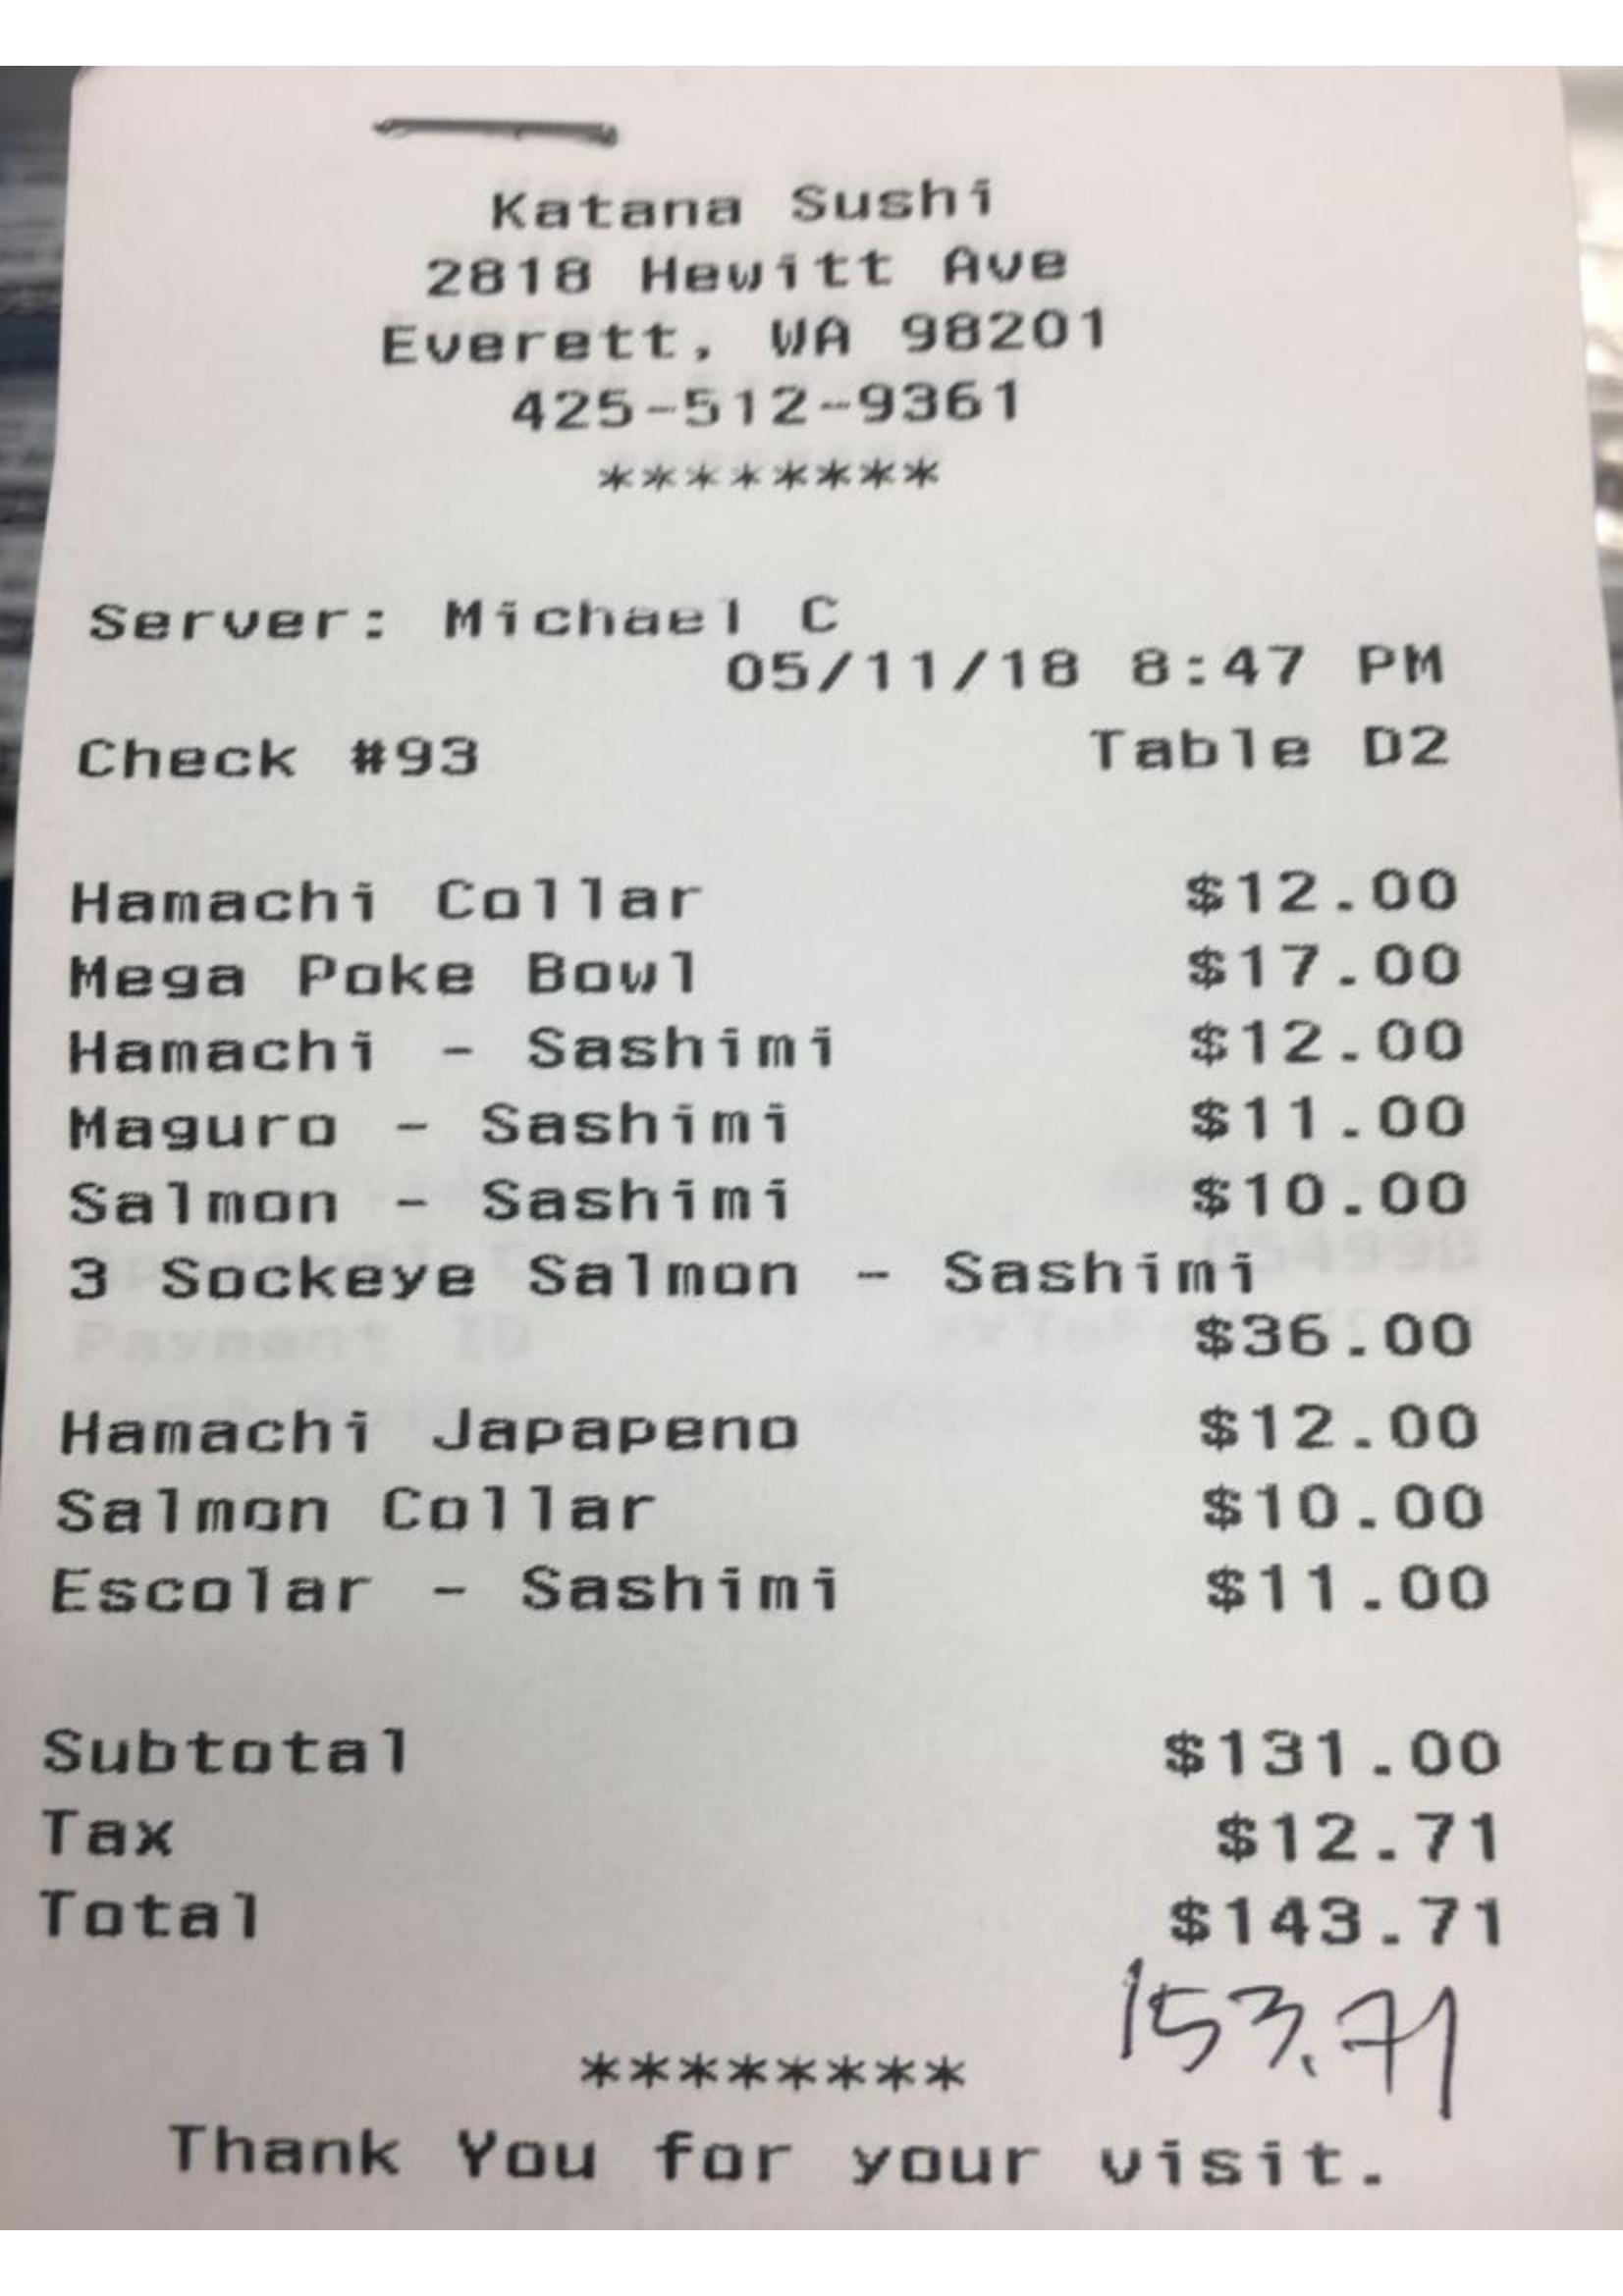 Katana Sushi
2818 Hewitt Ave
Everett, WA 98201
425-512-9361
********
Server: Michael C
05/11/18 8:47 PM
Check #93 Table D2
Hamachi Collar $12.00
Mega Poke Bowl $17.00
Hamachi - Sashimi $12.00
Maguro - Sashimi $11.00
Salmon - Sashimi $10.00
3 Sockeye Salmon - Sashimi
$36.00
Hamachi Japapeno $12.00
Salmon Collar $10.00
Escolar - Sashimi $11.00
Subtotal $131.00
Tax $12.71
Total $143.71
153.71
********
Thank You for your visit.